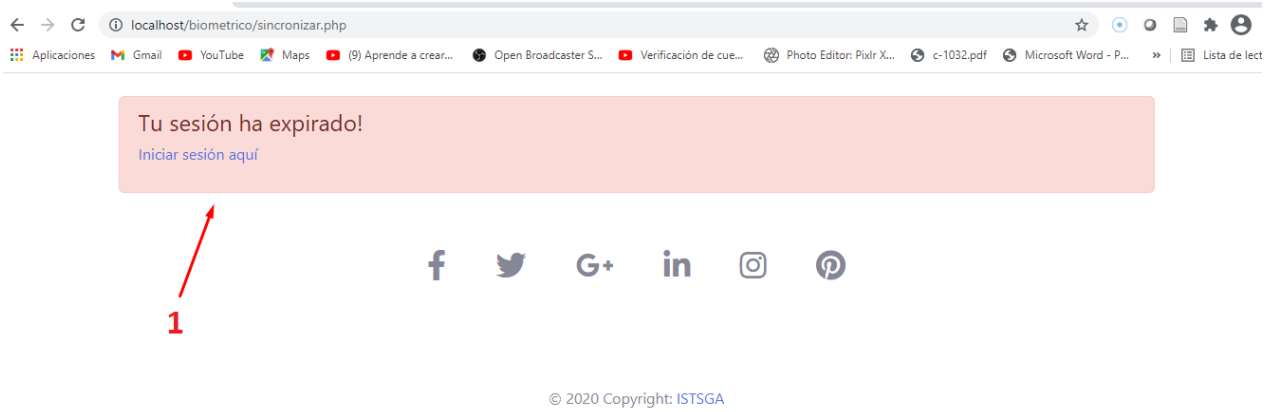 localhost/biometrico/sincronizar.php
Aplicaciones Gmail YouTube Maps (9) Aprende a crear... Open Broadcaster S... Verificación de cue... Photo Editor: Pixlr X... c-1032.pdf Microsoft Word - P... » Lista de lect
Tu sesión ha expirado!
Iniciar sesión aquí
1
© 2020 Copyright: ISTSGA